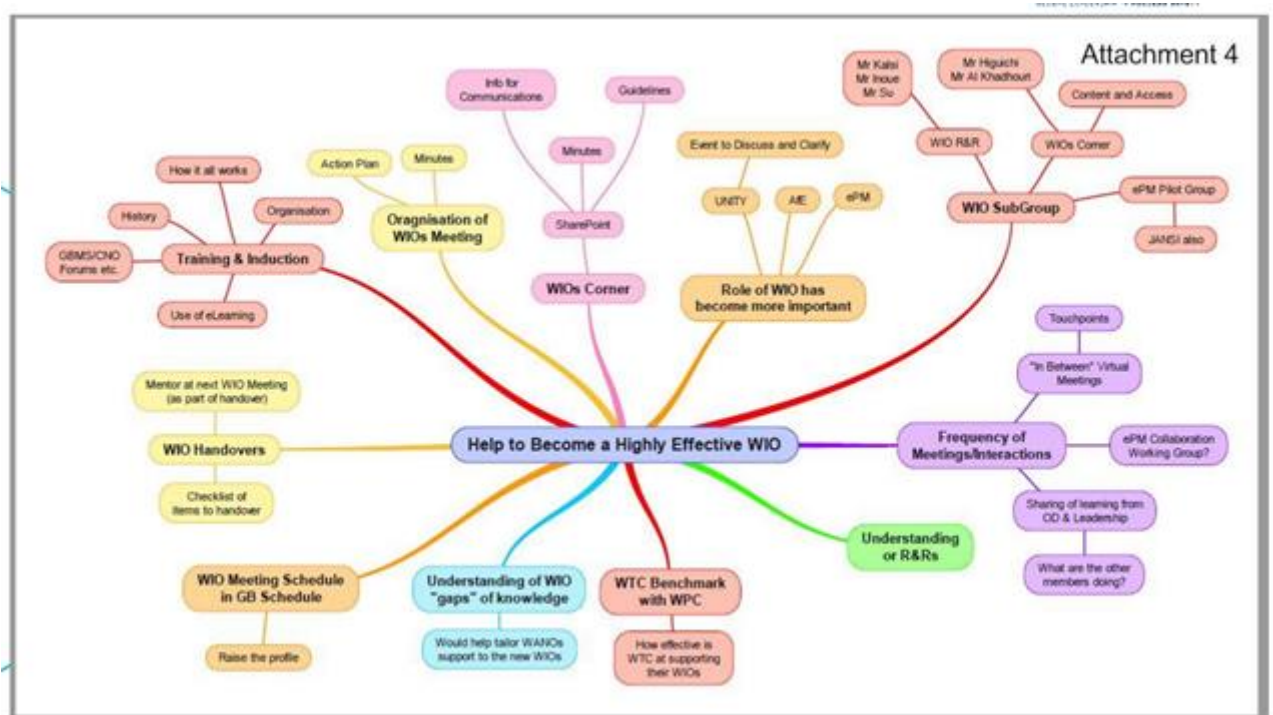 Attachment 4
Help to Become a Highly Effective WIO
Training & Induction
How it all works
History
Organisation
GBMS/CNO
Forums etc.
Use of eLearning
Oragnisation of
WIOs Meeting
Action Plan
Minutes
WIOs Corner
SharePoint
Info for
Communications
Minutes
Guidelines
Role of WIO has
become more important
Event to Discuss and Clarify
UNITY
AfE
ePM
WIO SubGroup
WIO R&R
Mr Kalsi
Mr Inoue
Mr Su
WIOs Corner
Mr Higuchi
Mr Al Khadhouri
Content and Access
ePM Pilot Group
JANSI also
Frequency of
Meetings/Interactions
Touchpoints
"In Between" Virtual
Meetings
ePM Collaboration
Working Group?
Sharing of learning from
OD & Leadership
What are the other
members doing?
Understanding
or R&Rs
WTC Benchmark
with WPC
How effective is
WTC at supporting
their WIOs
Understanding of WIO
"gaps" of knowledge
Would help tailor WANOs
support to the new WIOs
WIO Meeting Schedule
in GB Schedule
Raise the profile
WIO Handovers
Mentor at next WIO Meeting
(as part of handover)
Checklist of
items to handover